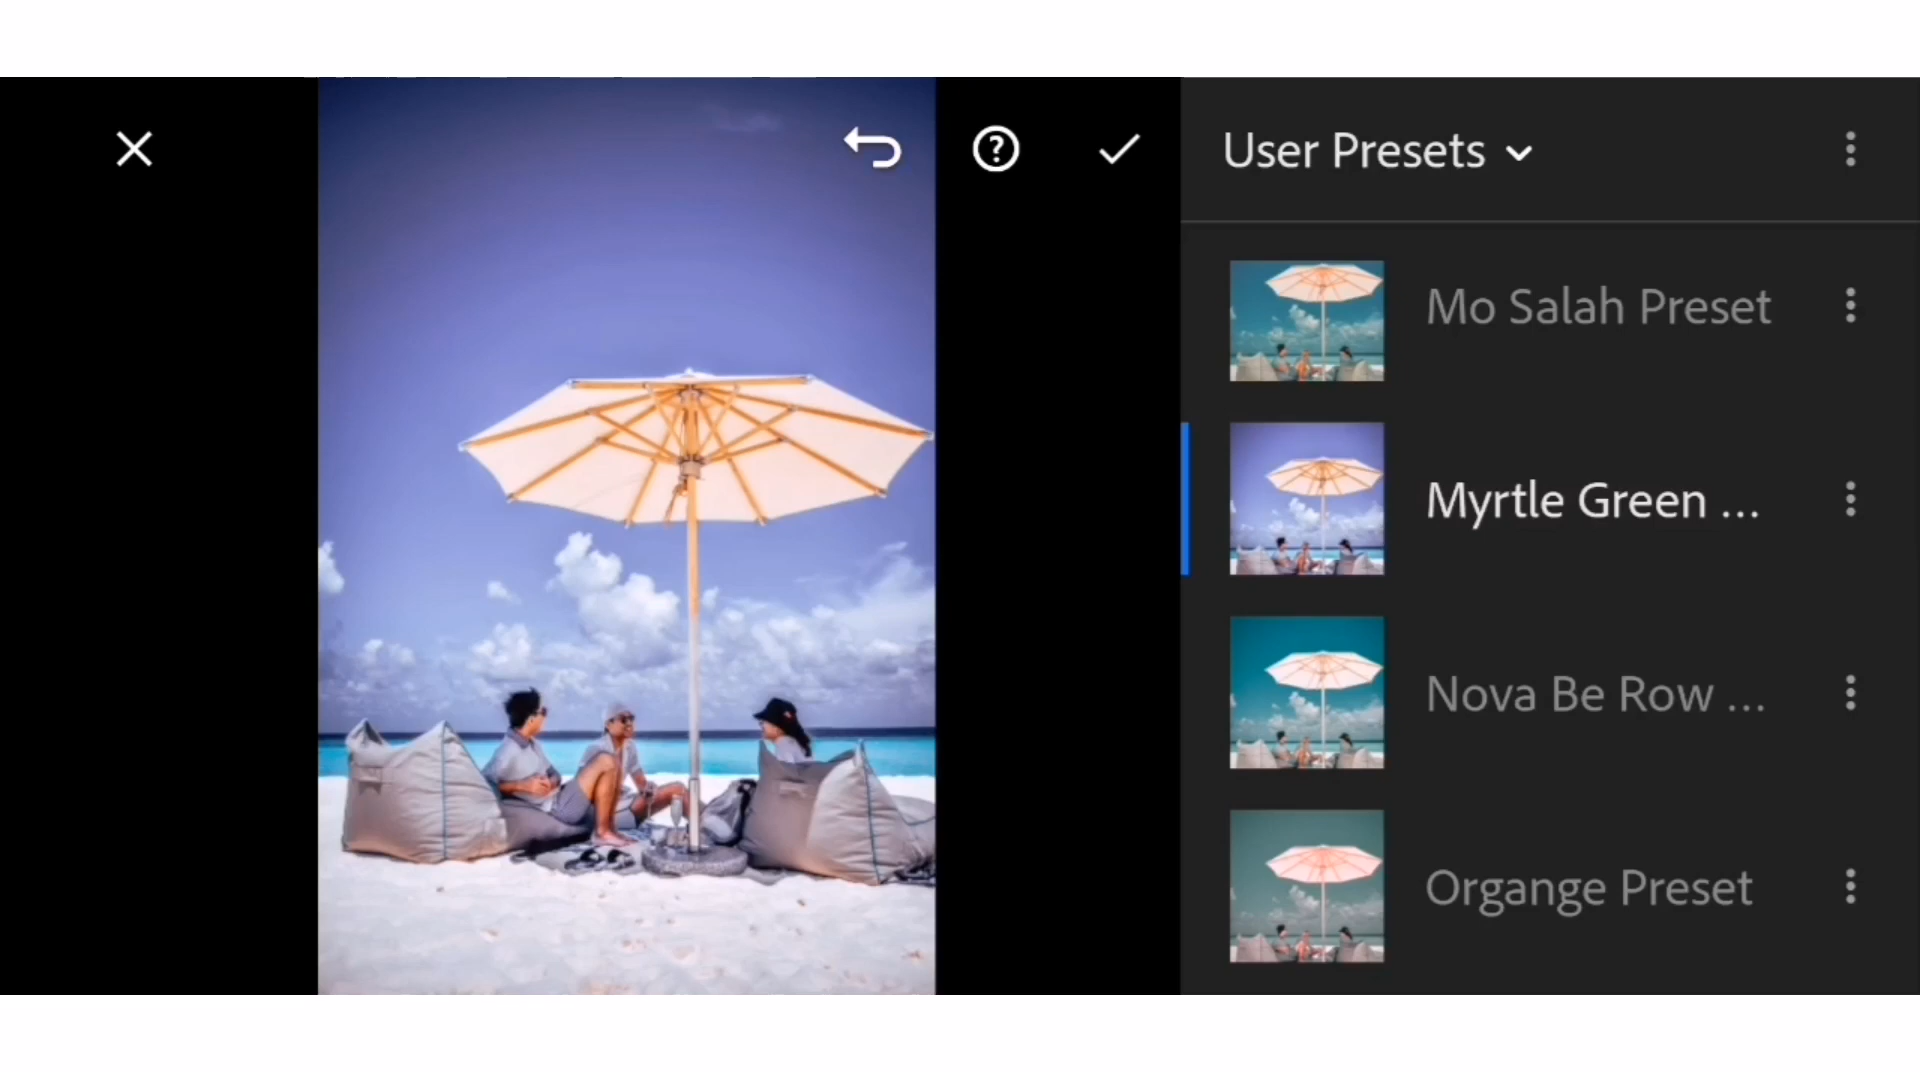 User Presets
Mo Salah Preset
Myrtle Green ...
Nova Be Row ...
Organge Preset